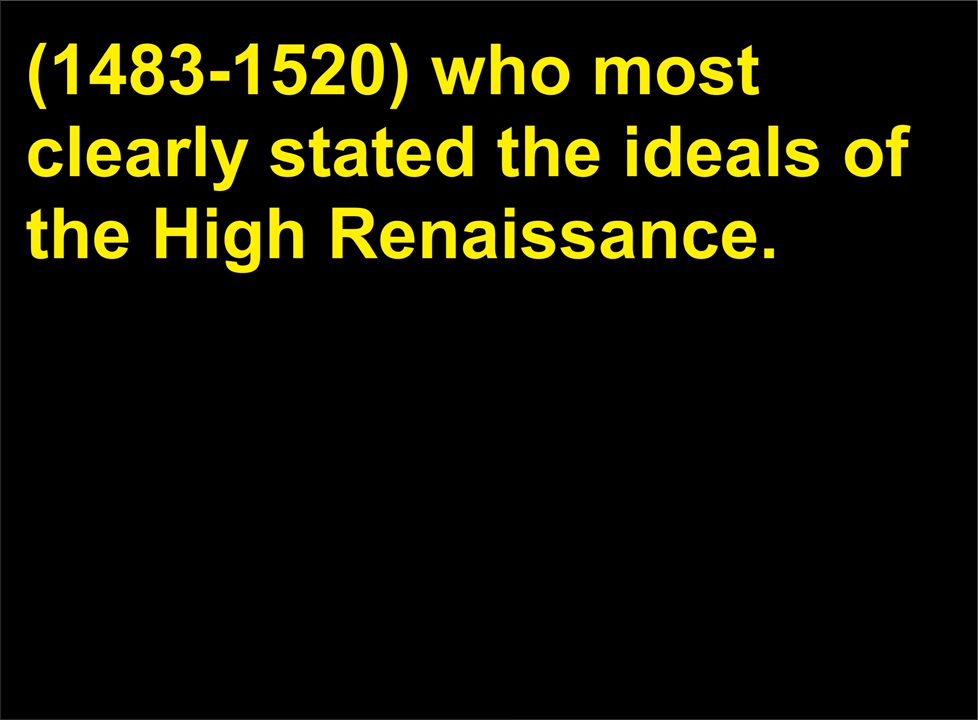 (1483-1520) who most
clearly stated the ideals of
the High Renaissance.